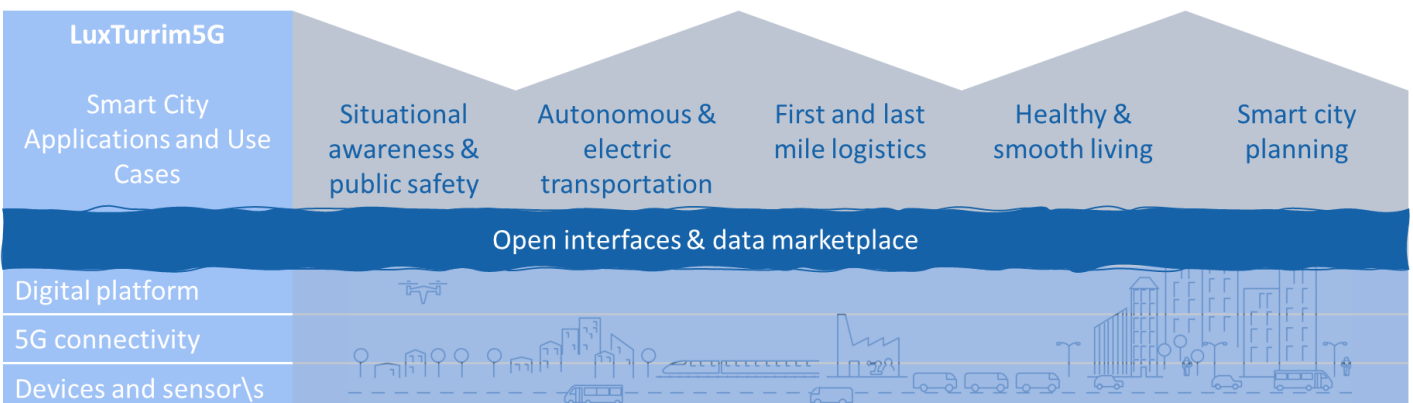 LuxTurrim5G
Smart City
Applications and Use
Cases
Situational
awareness &
public safety
Autonomous &
electric
transportation
First and last
mile logistics
Healthy &
smooth living
Smart city
planning
Open interfaces & data marketplace
Digital platform
5G connectivity
Devices and sensor\s